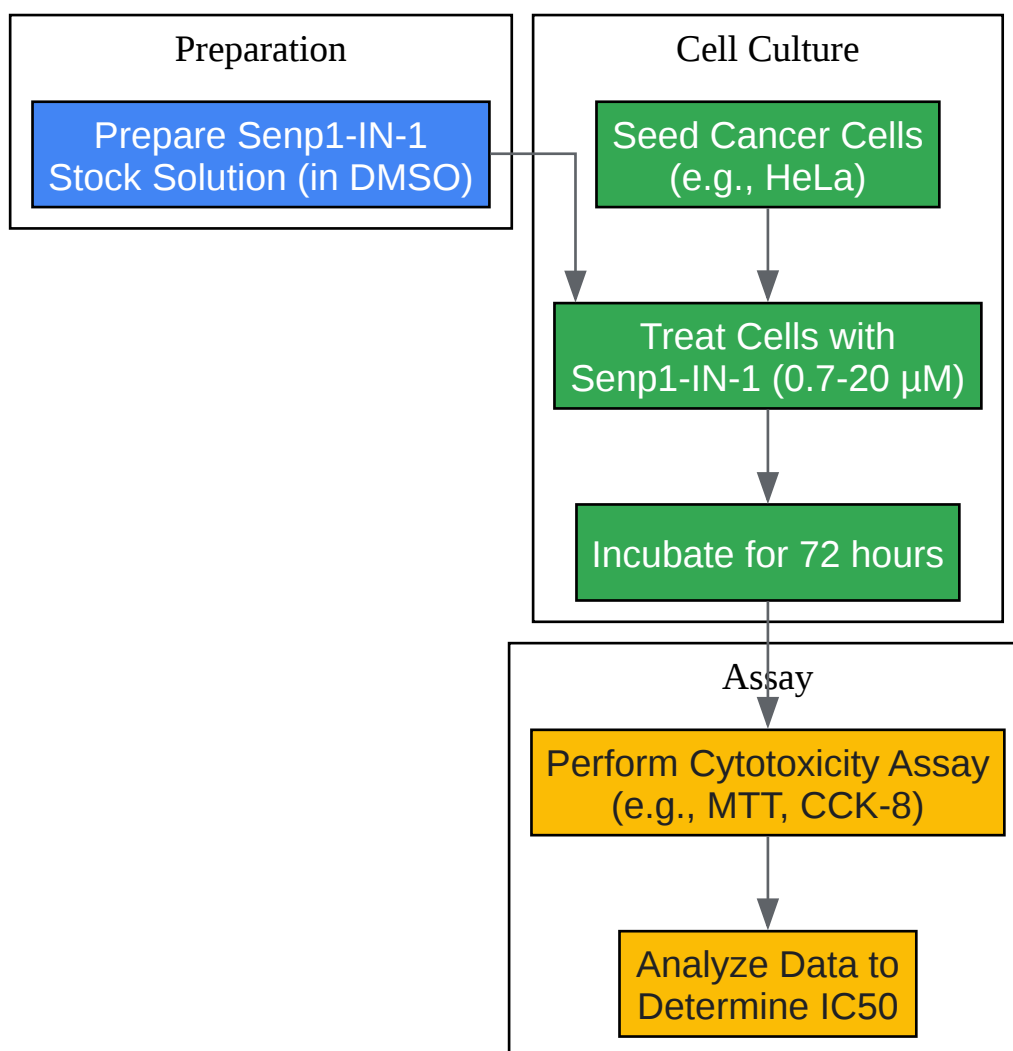 Preparation
Prepare Senp1-IN-1
Stock Solution (in DMSO)
Cell Culture
Seed Cancer Cells
(e.g., HeLa)
Treat Cells with
Senp1-IN-1 (0.7-20 µM)
Incubate for 72 hours
Assay
Perform Cytotoxicity Assay
(e.g., MTT, CCK-8)
Analyze Data to
Determine IC50